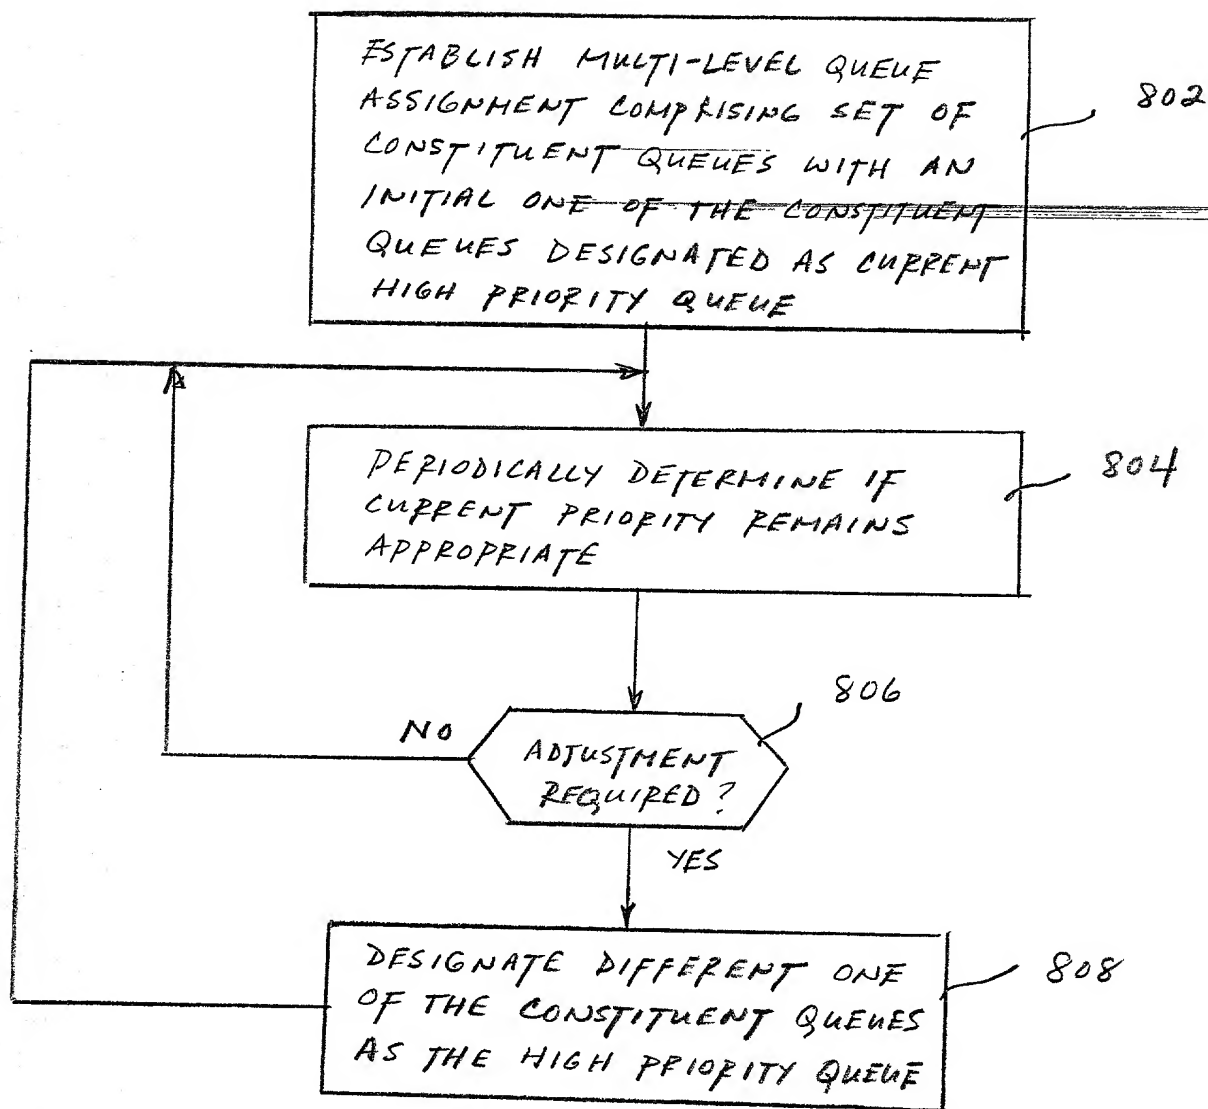 ESTABLISH MULTI-LEVEL QUEUE
ASSIGNMENT COMPRISING SET OF
CONSTITUENT QUEUES WITH AN
INITIAL ONE OF THE CONSTITUENT
QUEUES DESIGNATED AS CURRENT
HIGH PRIORITY QUEUE
802
PERIODICALLY DETERMINE IF
CURRENT PRIORITY REMAINS
APPROPRIATE
804
806
NO
ADJUSTMENT
REQUIRED?
YES
DESIGNATE DIFFERENT ONE
OF THE CONSTITUENT QUEUES
AS THE HIGH PRIORITY QUEUE
808